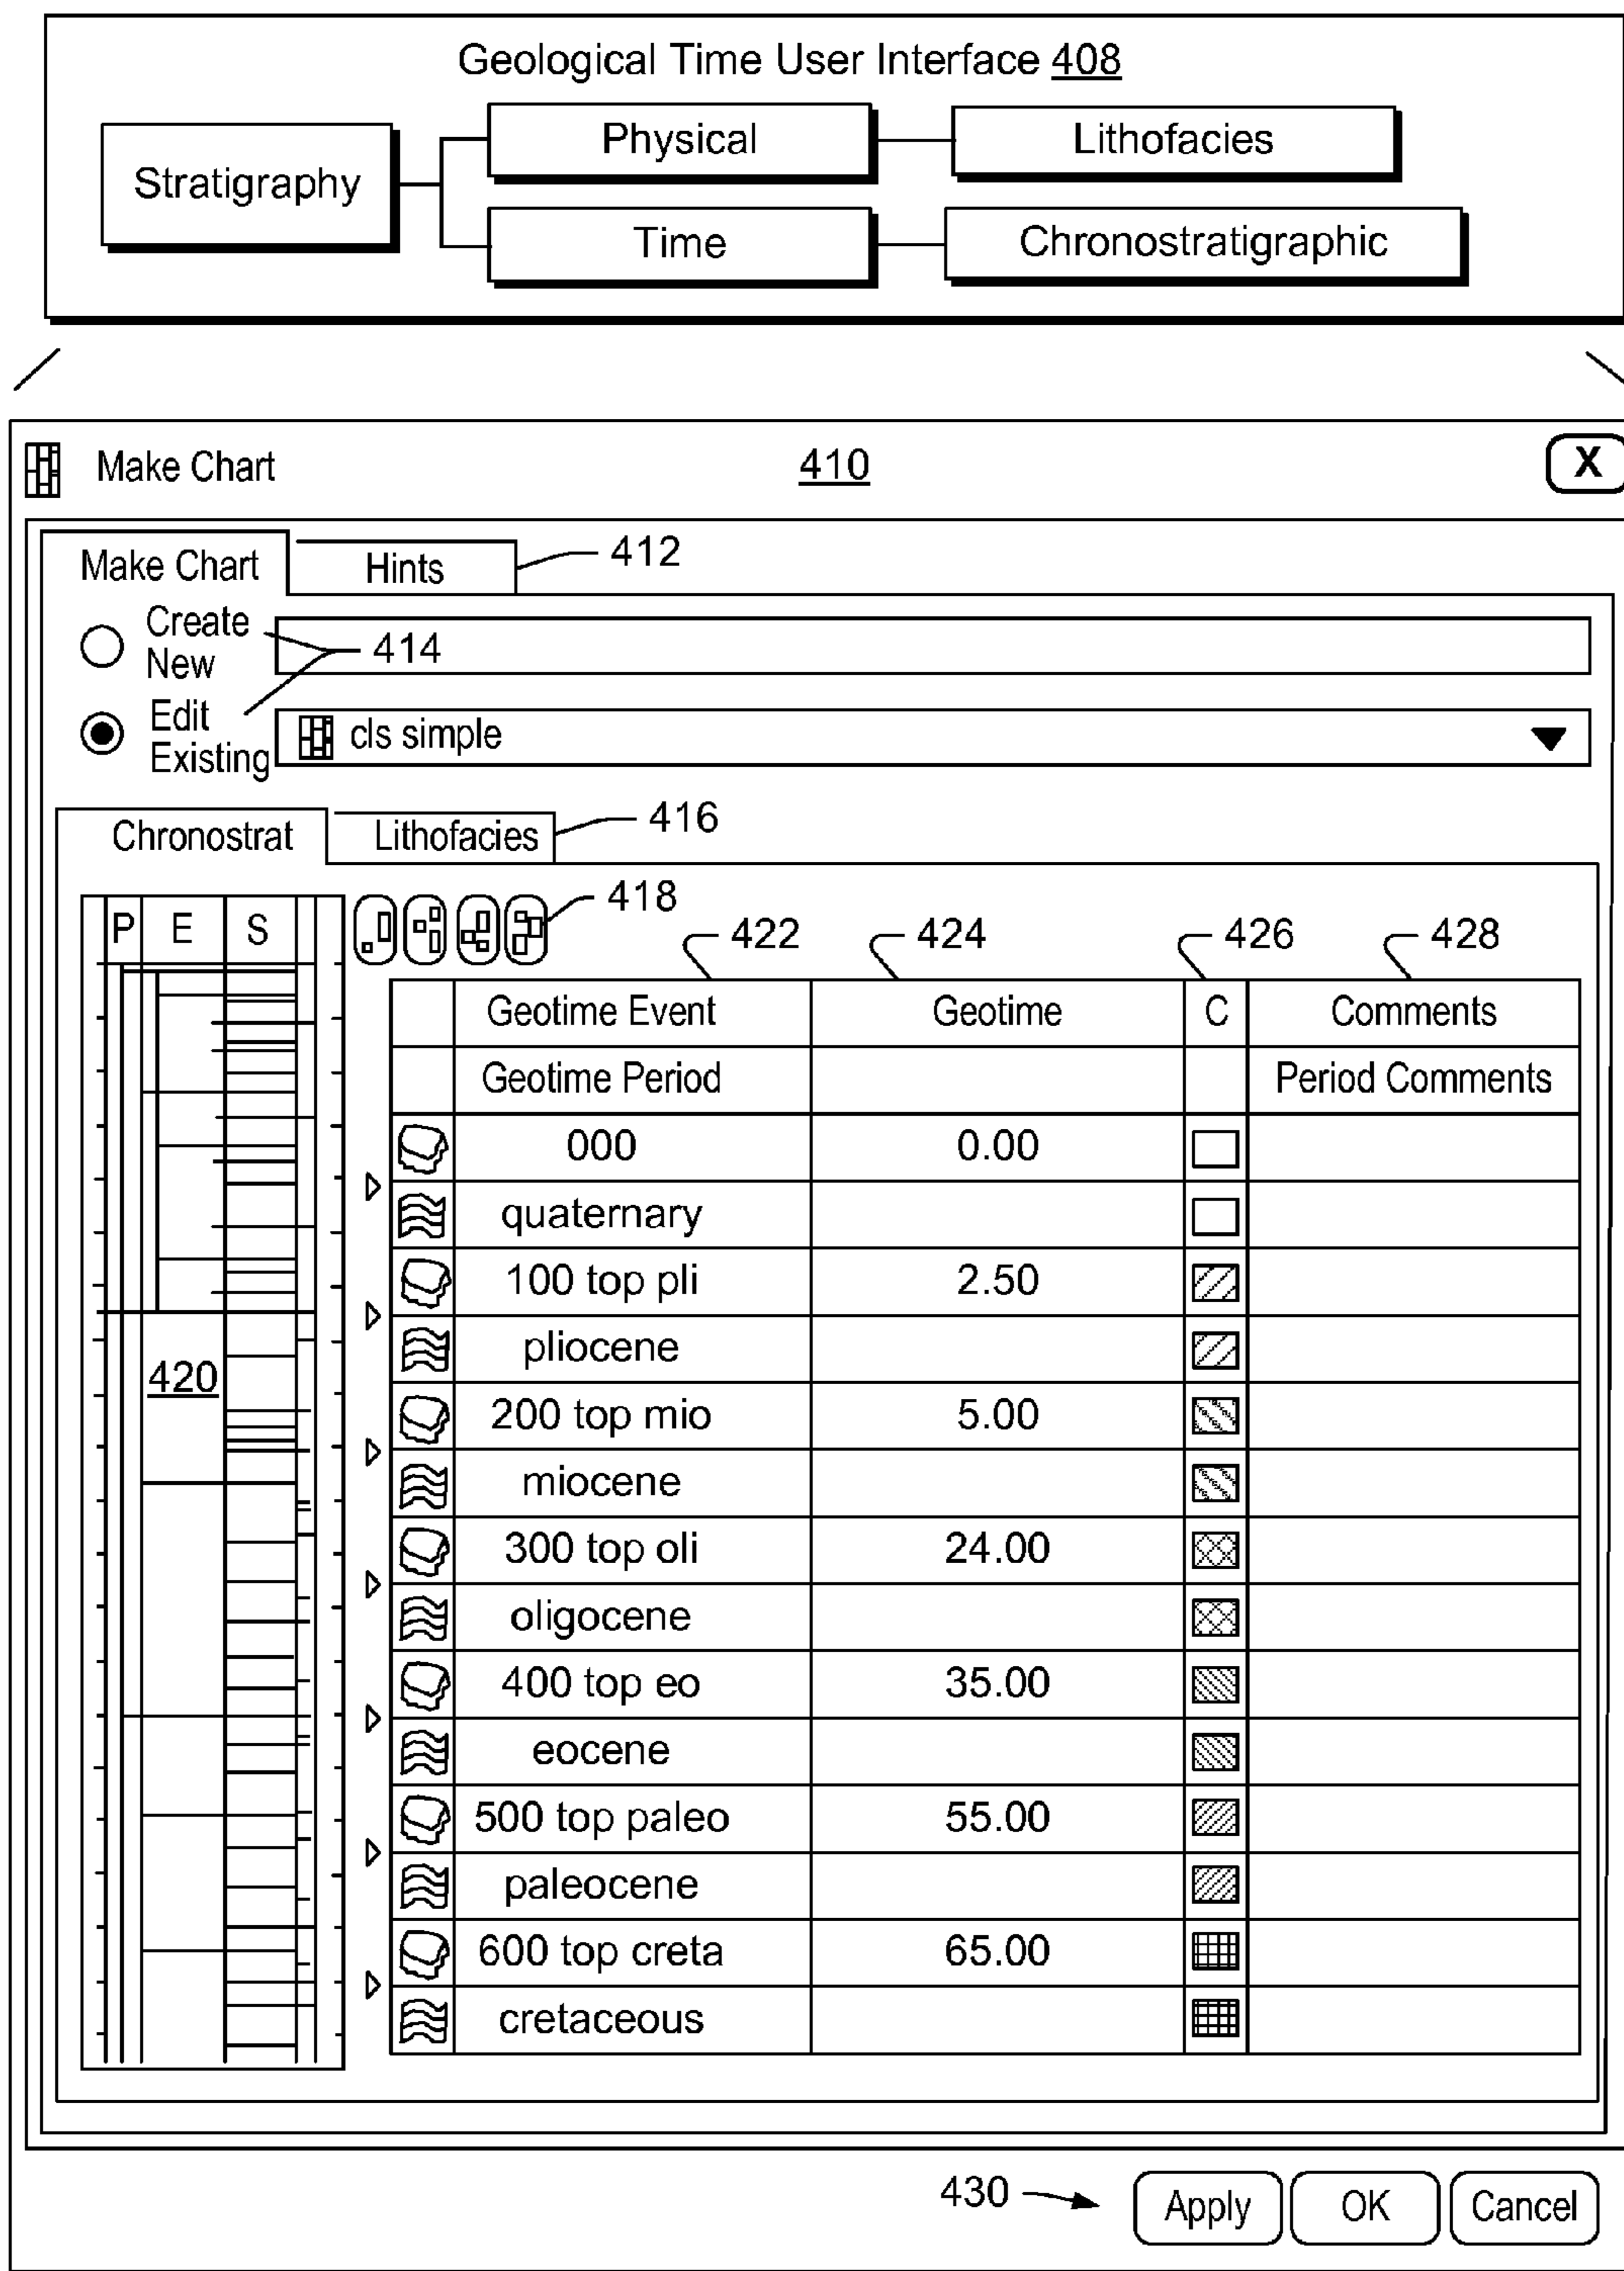 Geological Time User Interface 408
Physical
Lithofacies
Stratigraphy
Time
Chronostratigraphic
Make Chart
410
X
Make Chart
Hints
412
Create
New
414
Edit
Existing
cls simple
Chronostrat
Lithofacies
416
P E S
418
422
424
426
428
Geotime Event Geotime C Comments
Geotime Period Period Comments
000 0.00
quaternary
100 top pli 2.50
pliocene
420
200 top mio 5.00
miocene
300 top oli 24.00
oligocene
400 top eo 35.00
eocene
500 top paleo 55.00
paleocene
600 top creta 65.00
cretaceous
430
Apply
OK
Cancel